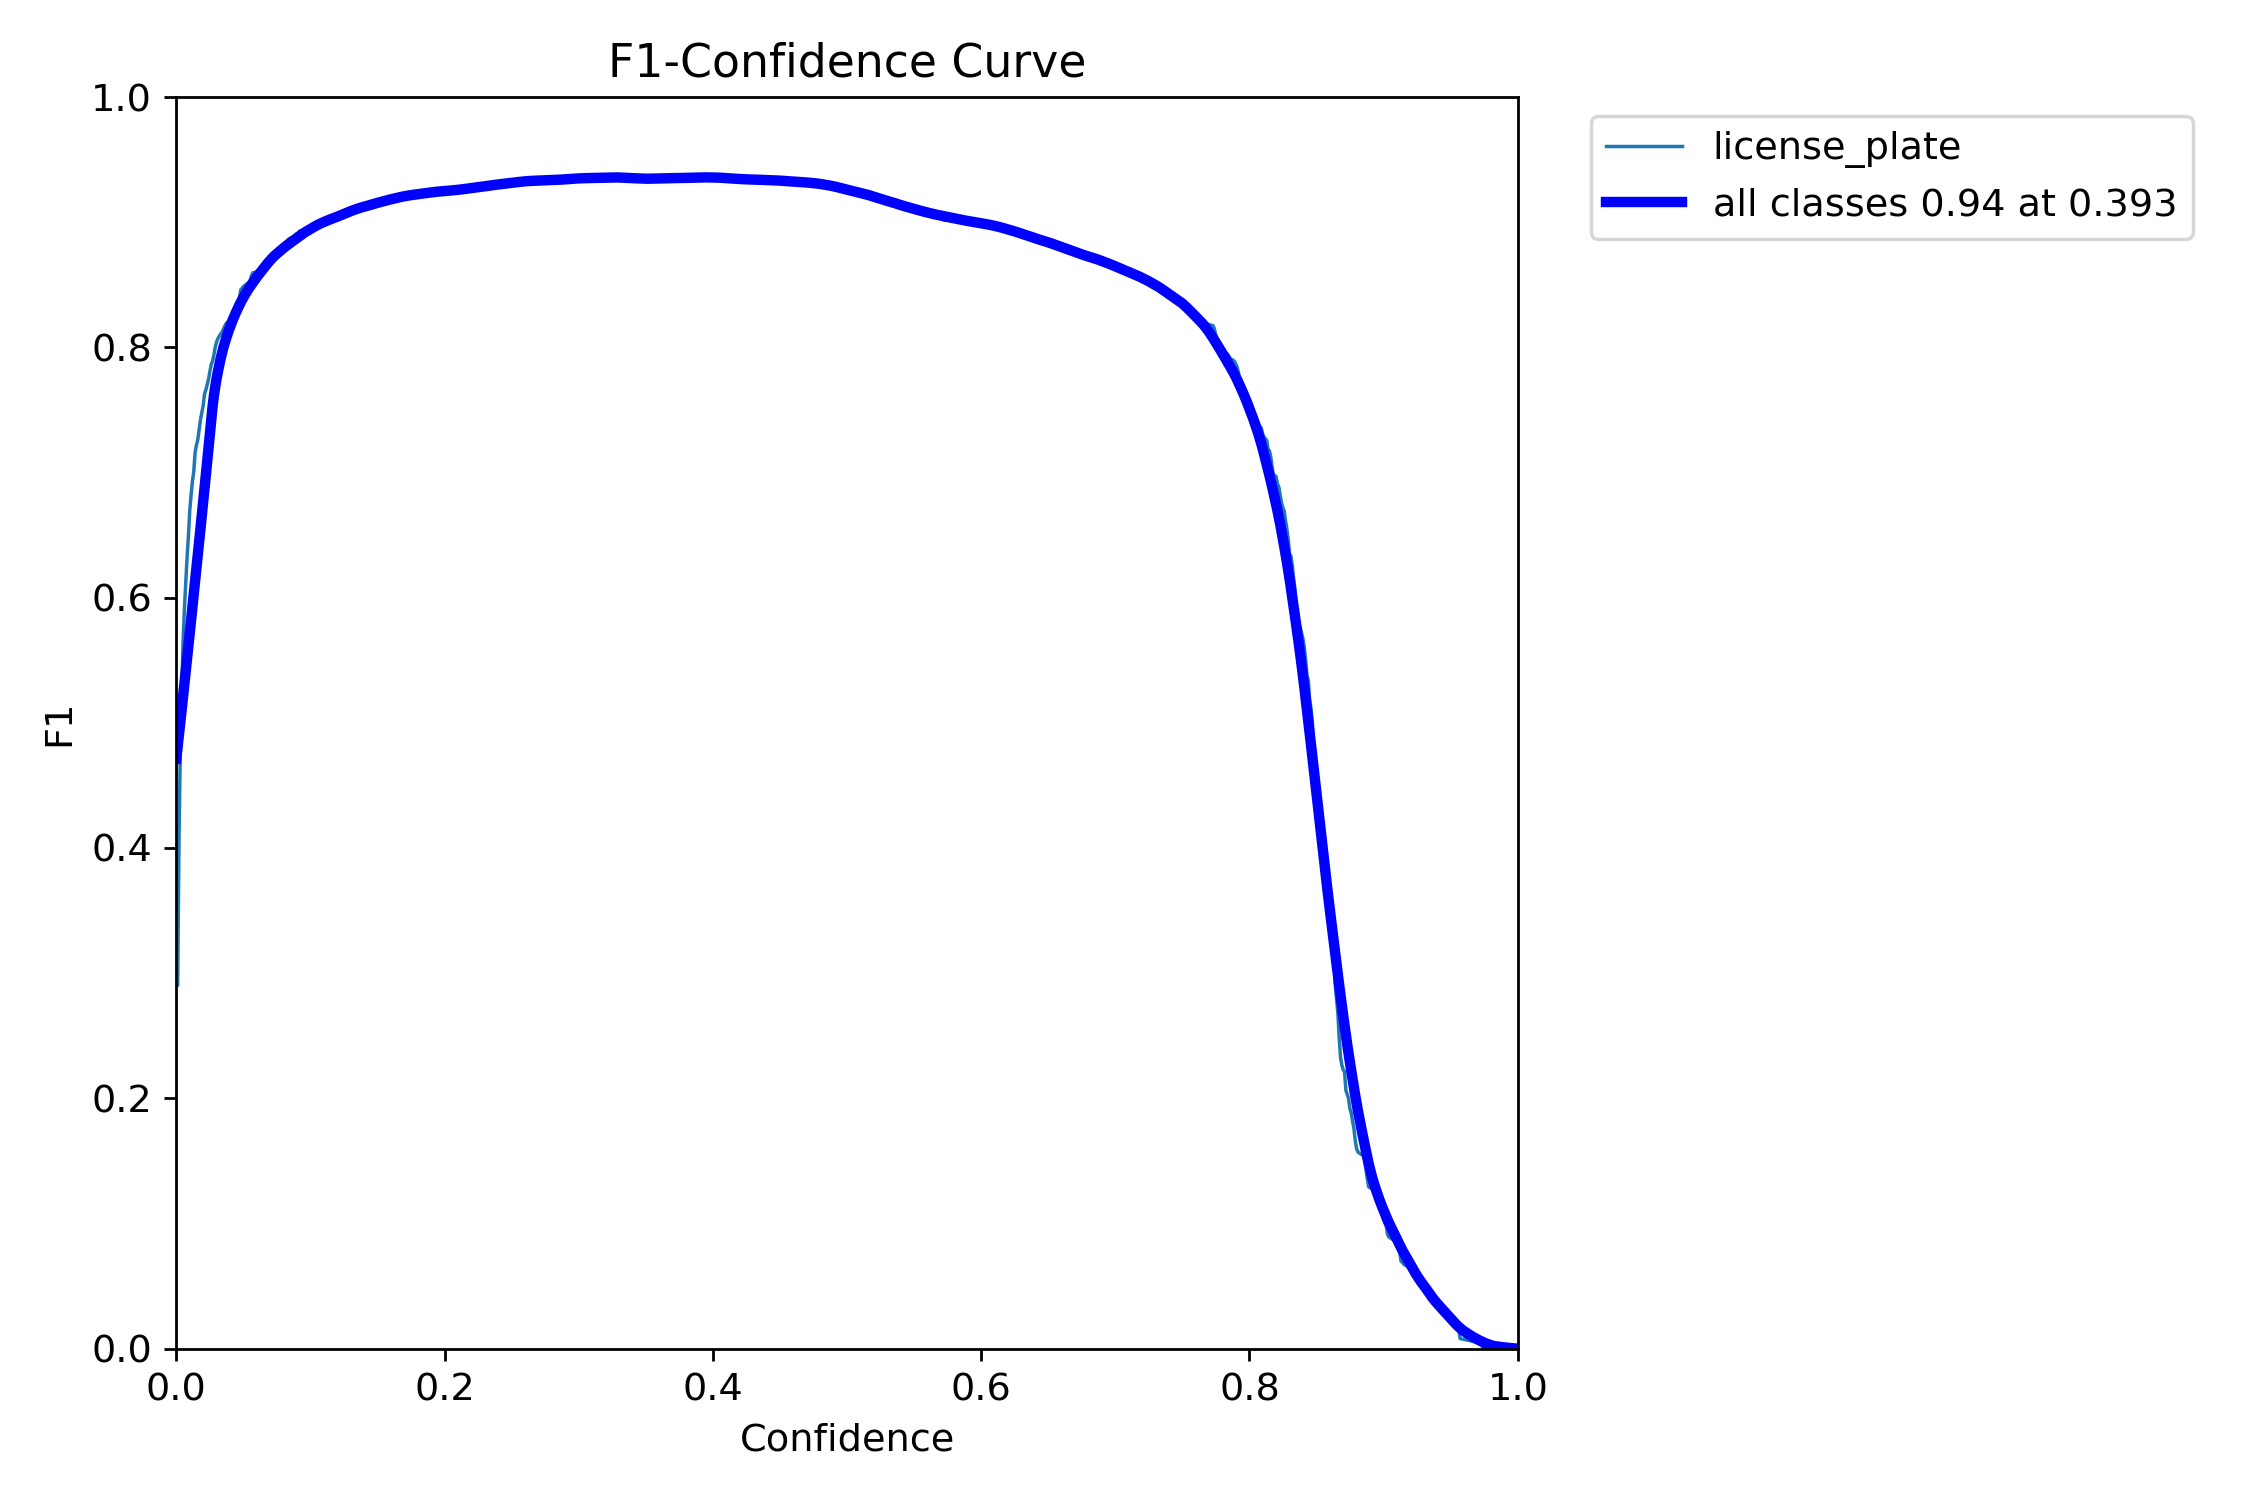 F1-Confidence Curve
1.0
0.8
0.6
0.4
0.2
0.0
F1
0.0 0.2 0.4 0.6 0.8 1.0
Confidence
license_plate
all classes 0.94 at 0.393